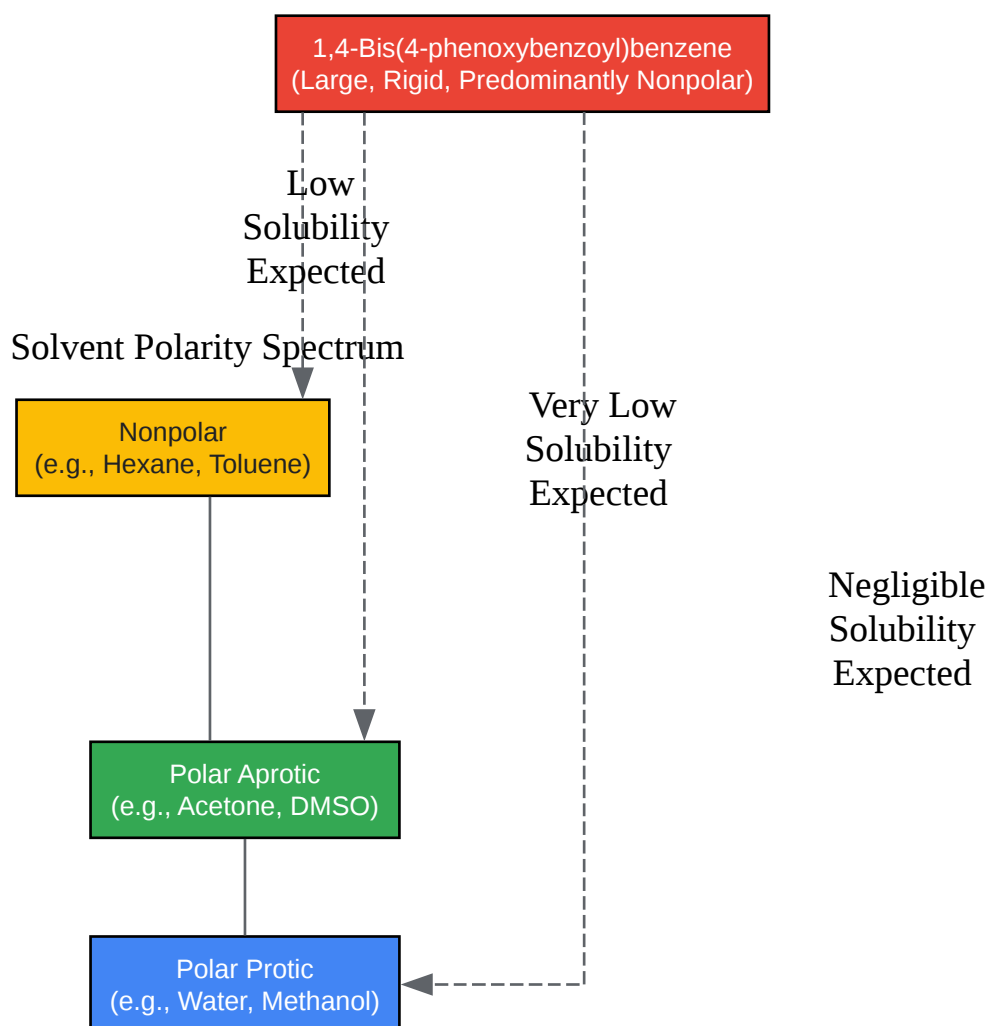 1,4-Bis(4-phenoxybenzoyl)benzene
(Large, Rigid, Predominantly Nonpolar)
Low
Solubility
Expected
Solvent Polarity Spectrum
Nonpolar
(e.g., Hexane, Toluene)
Very Low
Solubility
Expected
Negligible
Solubility
Expected
Polar Aprotic
(e.g., Acetone, DMSO)
Polar Protic
(e.g., Water, Methanol)